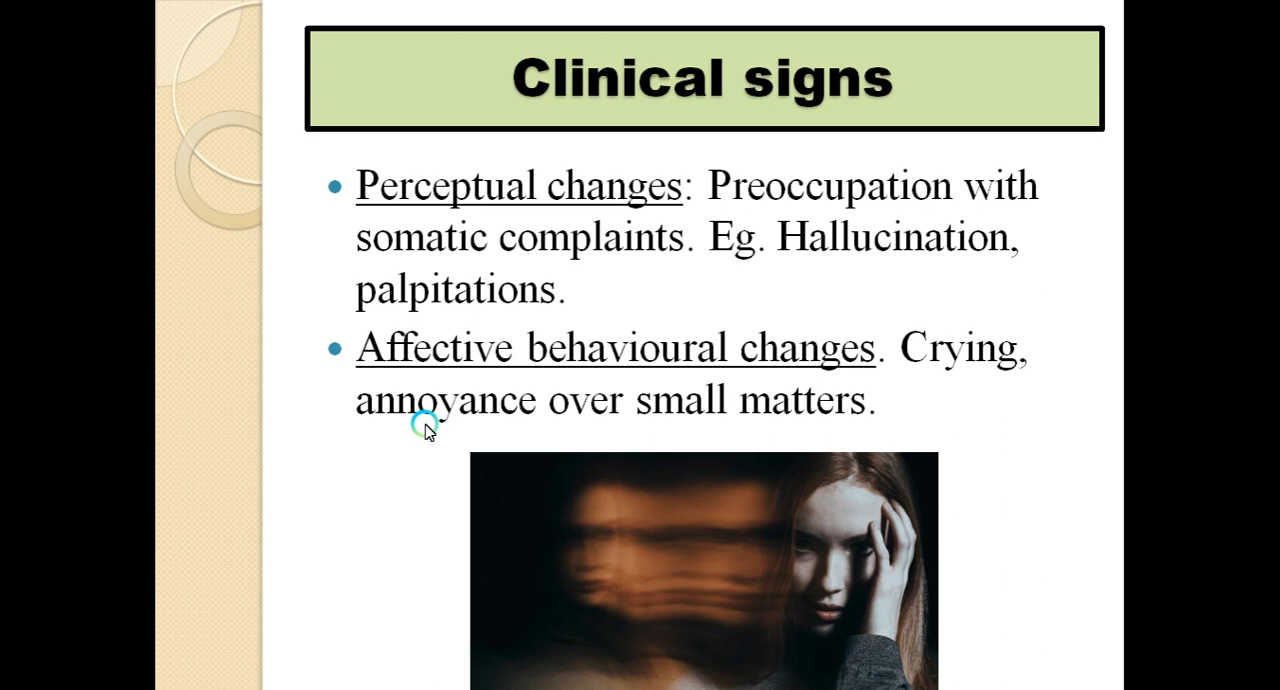 Clinical signs
Perceptual changes: Preoccupation with
somatic complaints. Eg. Hallucination,
palpitations.
Affective behavioural changes. Crying,
annoyance over small matters.